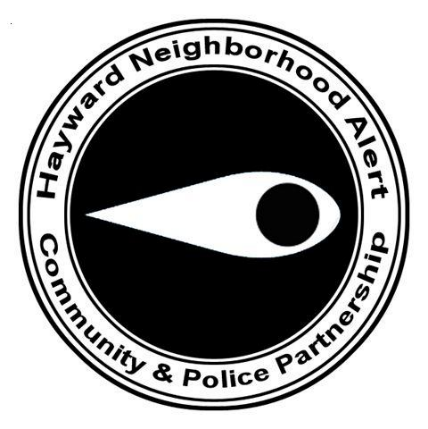 Hayward Neighborhood Alert
Community & Police Partnership